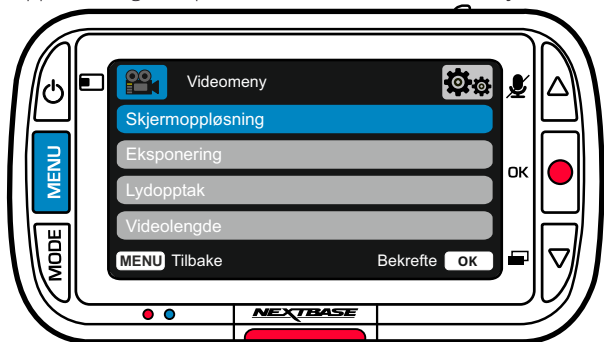 Videomeny
Skjermoppløsning
Eksponering
Lydopptak
Videolengde
MENU Tilbake
Bekrefte OK
MENU
MODE
OK
NEXTBASE